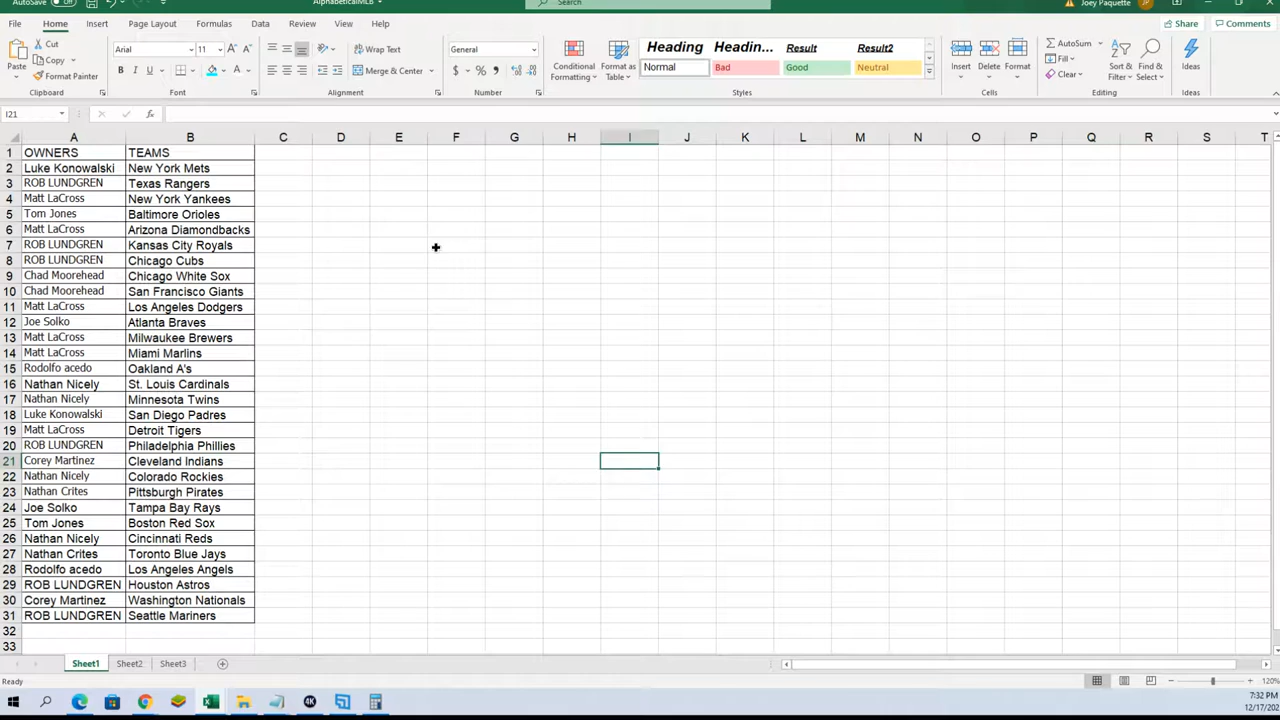 AutoSave Off AlphabeticalMLB Search Joey Paquette JP
File Home Insert Page Layout Formulas Data Review View Help Share Comments
Paste Cut Copy Format Painter Clipboard
Arial 11 B I U A Font
Wrap Text Merge & Center Alignment
General $ % Number
Conditional Formatting Format as Table
Heading Headin... Result Result2
Normal Bad Good Neutral
Styles
Insert Delete Format Cells
AutoSum Fill Clear Sort & Filter Find & Select Editing
Ideas Ideas
I21 fx
A B C D E F G H I J K L M N O P Q R S T
1 OWNERS TEAMS
2 Luke Konowalski New York Mets
3 ROB LUNDGREN Texas Rangers
4 Matt LaCross New York Yankees
5 Tom Jones Baltimore Orioles
6 Matt LaCross Arizona Diamondbacks
7 ROB LUNDGREN Kansas City Royals
8 ROB LUNDGREN Chicago Cubs
9 Chad Moorehead Chicago White Sox
10 Chad Moorehead San Francisco Giants
11 Matt LaCross Los Angeles Dodgers
12 Joe Solko Atlanta Braves
13 Matt LaCross Milwaukee Brewers
14 Matt LaCross Miami Marlins
15 Rodolfo acedo Oakland A's
16 Nathan Nicely St. Louis Cardinals
17 Nathan Nicely Minnesota Twins
18 Luke Konowalski San Diego Padres
19 Matt LaCross Detroit Tigers
20 ROB LUNDGREN Philadelphia Phillies
21 Corey Martinez Cleveland Indians
22 Nathan Nicely Colorado Rockies
23 Nathan Crites Pittsburgh Pirates
24 Joe Solko Tampa Bay Rays
25 Tom Jones Boston Red Sox
26 Nathan Nicely Cincinnati Reds
27 Nathan Crites Toronto Blue Jays
28 Rodolfo acedo Los Angeles Angels
29 ROB LUNDGREN Houston Astros
30 Corey Martinez Washington Nationals
31 ROB LUNDGREN Seattle Mariners
32
33
Sheet1 Sheet2 Sheet3
Ready 120%
4K
7:32 PM